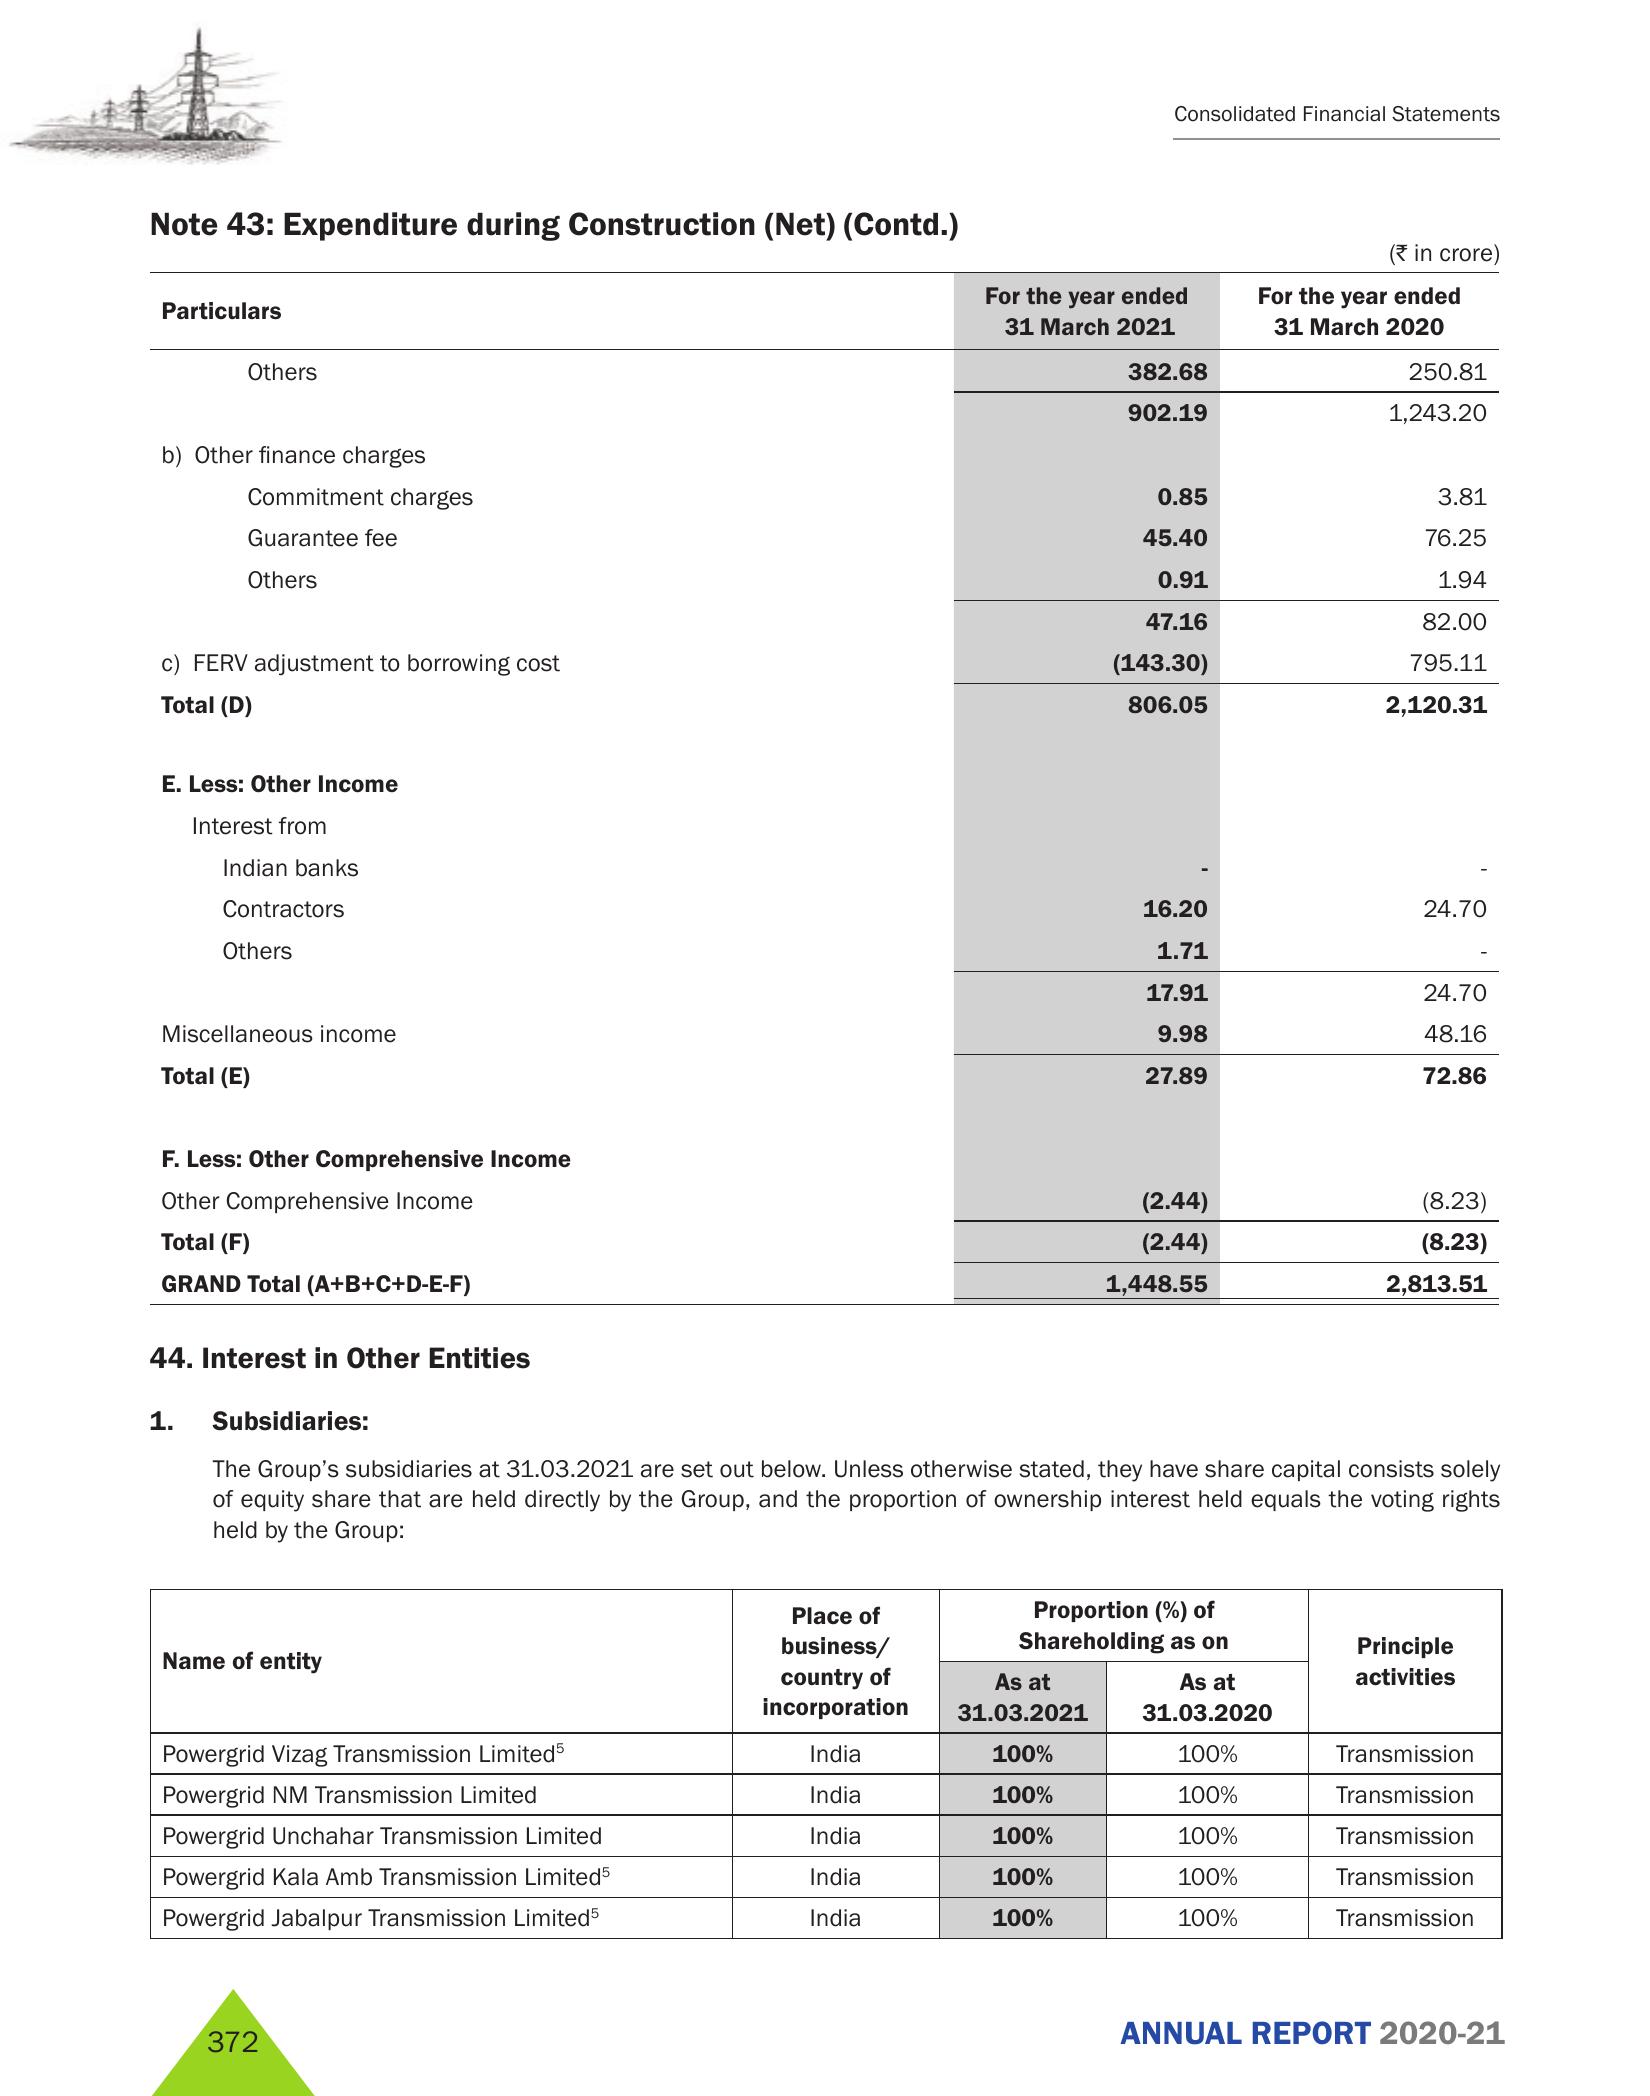 Consolidated Financial Statements
Note 43: Expenditure during Construction (Net) (Contd.)
(₹ in crore)
Particulars For the year ended 31 March 2021 For the year ended 31 March 2020
Others 382.68 250.81
902.19 1,243.20
b) Other finance charges
Commitment charges 0.85 3.81
Guarantee fee 45.40 76.25
Others 0.91 1.94
47.16 82.00
c) FERV adjustment to borrowing cost (143.30) 795.11
Total (D) 806.05 2,120.31
E. Less: Other Income
Interest from
Indian banks - -
Contractors 16.20 24.70
Others 1.71 -
17.91 24.70
Miscellaneous income 9.98 48.16
Total (E) 27.89 72.86
F. Less: Other Comprehensive Income
Other Comprehensive Income (2.44) (8.23)
Total (F) (2.44) (8.23)
GRAND Total (A+B+C+D-E-F) 1,448.55 2,813.51
44. Interest in Other Entities
1. Subsidiaries:
The Group's subsidiaries at 31.03.2021 are set out below. Unless otherwise stated, they have share capital consists solely
of equity share that are held directly by the Group, and the proportion of ownership interest held equals the voting rights
held by the Group:
Name of entity
Place of
business/
country of
incorporation
Proportion (%) of
Shareholding as on
As at
31.03.2021
As at
31.03.2020
Principle
activities
Powergrid Vizag Transmission Limited⁵ India 100% 100% Transmission
Powergrid NM Transmission Limited India 100% 100% Transmission
Powergrid Unchahar Transmission Limited India 100% 100% Transmission
Powergrid Kala Amb Transmission Limited⁵ India 100% 100% Transmission
Powergrid Jabalpur Transmission Limited⁵ India 100% 100% Transmission
372
ANNUAL REPORT 2020-21